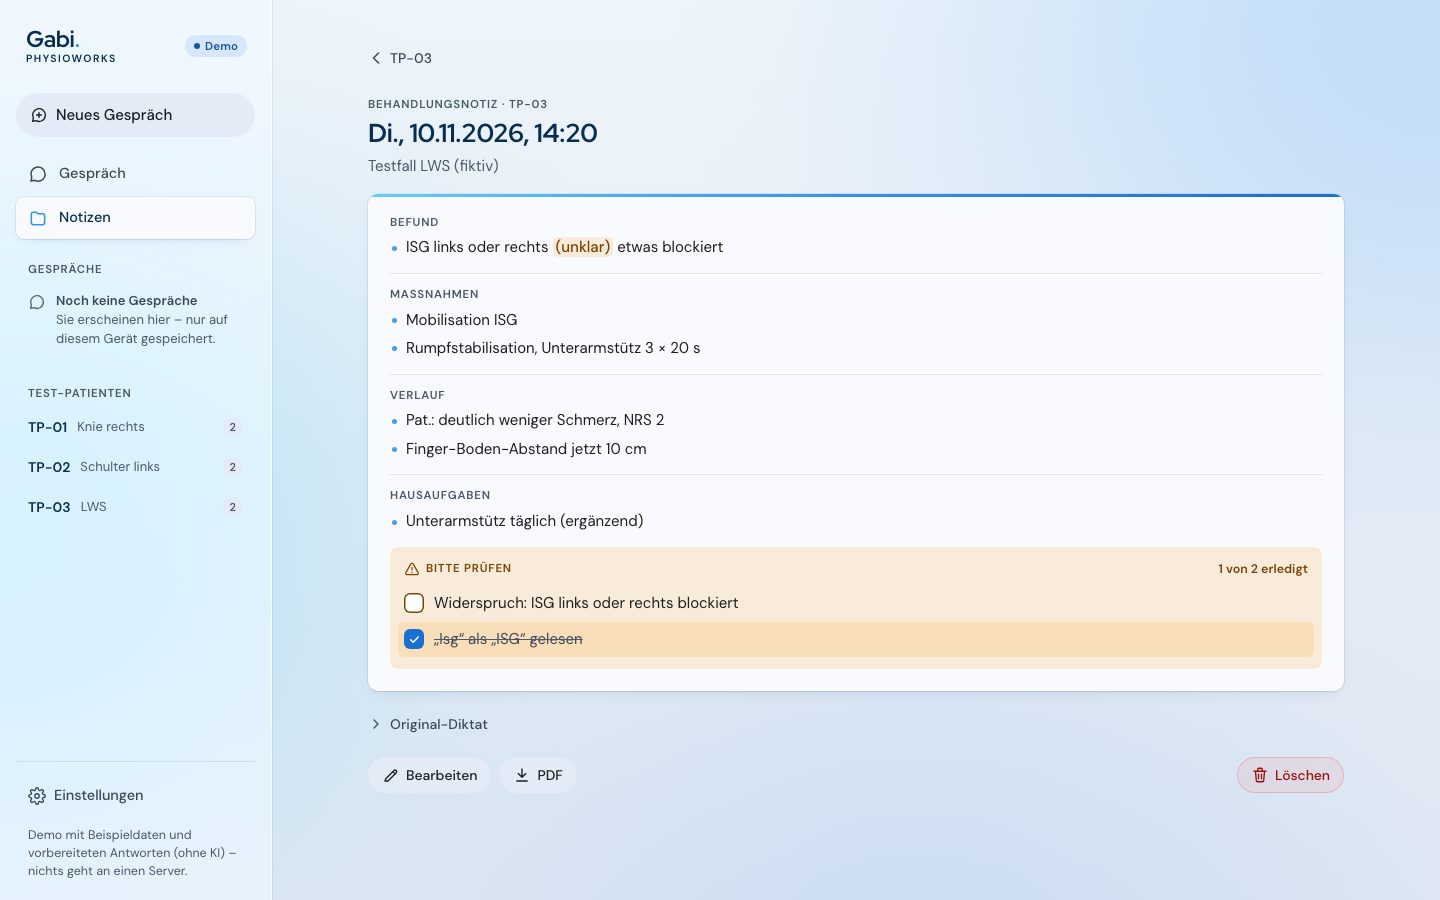 Gabi.
PHYSIOWORKS
Demo
Neues Gespräch
Gespräch
Notizen
GESPRÄCHE
Noch keine Gespräche
Sie erscheinen hier – nur auf
diesem Gerät gespeichert.
TEST-PATIENTEN
TP-01 Knie rechts 2
TP-02 Schulter links 2
TP-03 LWS 2
Einstellungen
Demo mit Beispieldaten und
vorbereiteten Antworten (ohne KI) –
nichts geht an einen Server.
TP-03
BEHANDLUNGSNOTIZ · TP-03
Di., 10.11.2026, 14:20
Testfall LWS (fiktiv)
BEFUND
ISG links oder rechts (unklar) etwas blockiert
MASSNAHMEN
Mobilisation ISG
Rumpfstabilisation, Unterarmstütz 3 × 20 s
VERLAUF
Pat.: deutlich weniger Schmerz, NRS 2
Finger-Boden-Abstand jetzt 10 cm
HAUSAUFGABEN
Unterarmstütz täglich (ergänzend)
BITTE PRÜFEN 1 von 2 erledigt
Widerspruch: ISG links oder rechts blockiert
„Isg“ als „ISG“ gelesen
Original-Diktat
Bearbeiten PDF Löschen